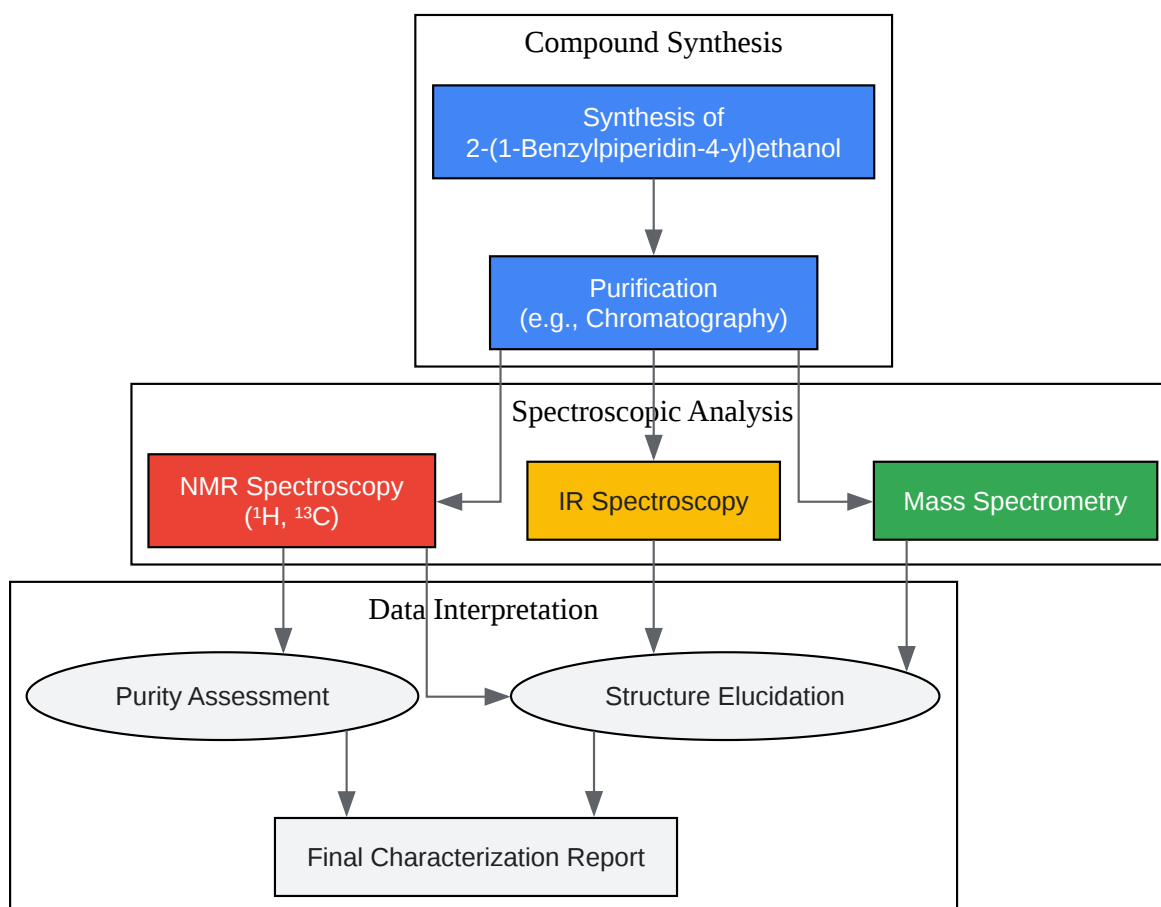 Compound Synthesis
Synthesis of
2-(1-Benzylpiperidin-4-yl)ethanol
Purification
(e.g., Chromatography)
Spectroscopic Analysis
NMR Spectroscopy
(¹H, ¹³C)
IR Spectroscopy
Mass Spectrometry
Data Interpretation
Purity Assessment
Structure Elucidation
Final Characterization Report